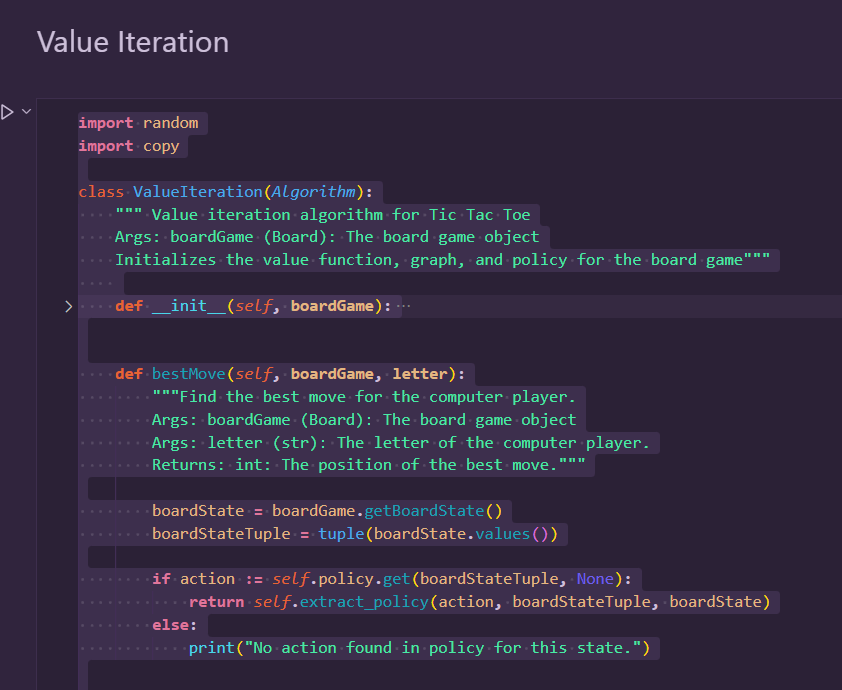 Value Iteration
import random
import copy
class ValueIteration(Algorithm):
    """ Value iteration algorithm for Tic Tac Toe
    Args: boardGame (Board): The board game object
    Initializes the value function, graph, and policy for the board game"""
    def __init__(self, boardGame): ···
    def bestMove(self, boardGame, letter):
        """Find the best move for the computer player.
        Args: boardGame (Board): The board game object
        Args: letter (str): The letter of the computer player.
        Returns: int: The position of the best move."""
        boardState = boardGame.getBoardState()
        boardStateTuple = tuple(boardState.values())
        if action := self.policy.get(boardStateTuple, None):
            return self.extract_policy(action, boardStateTuple, boardState)
        else:
            print("No action found in policy for this state.")